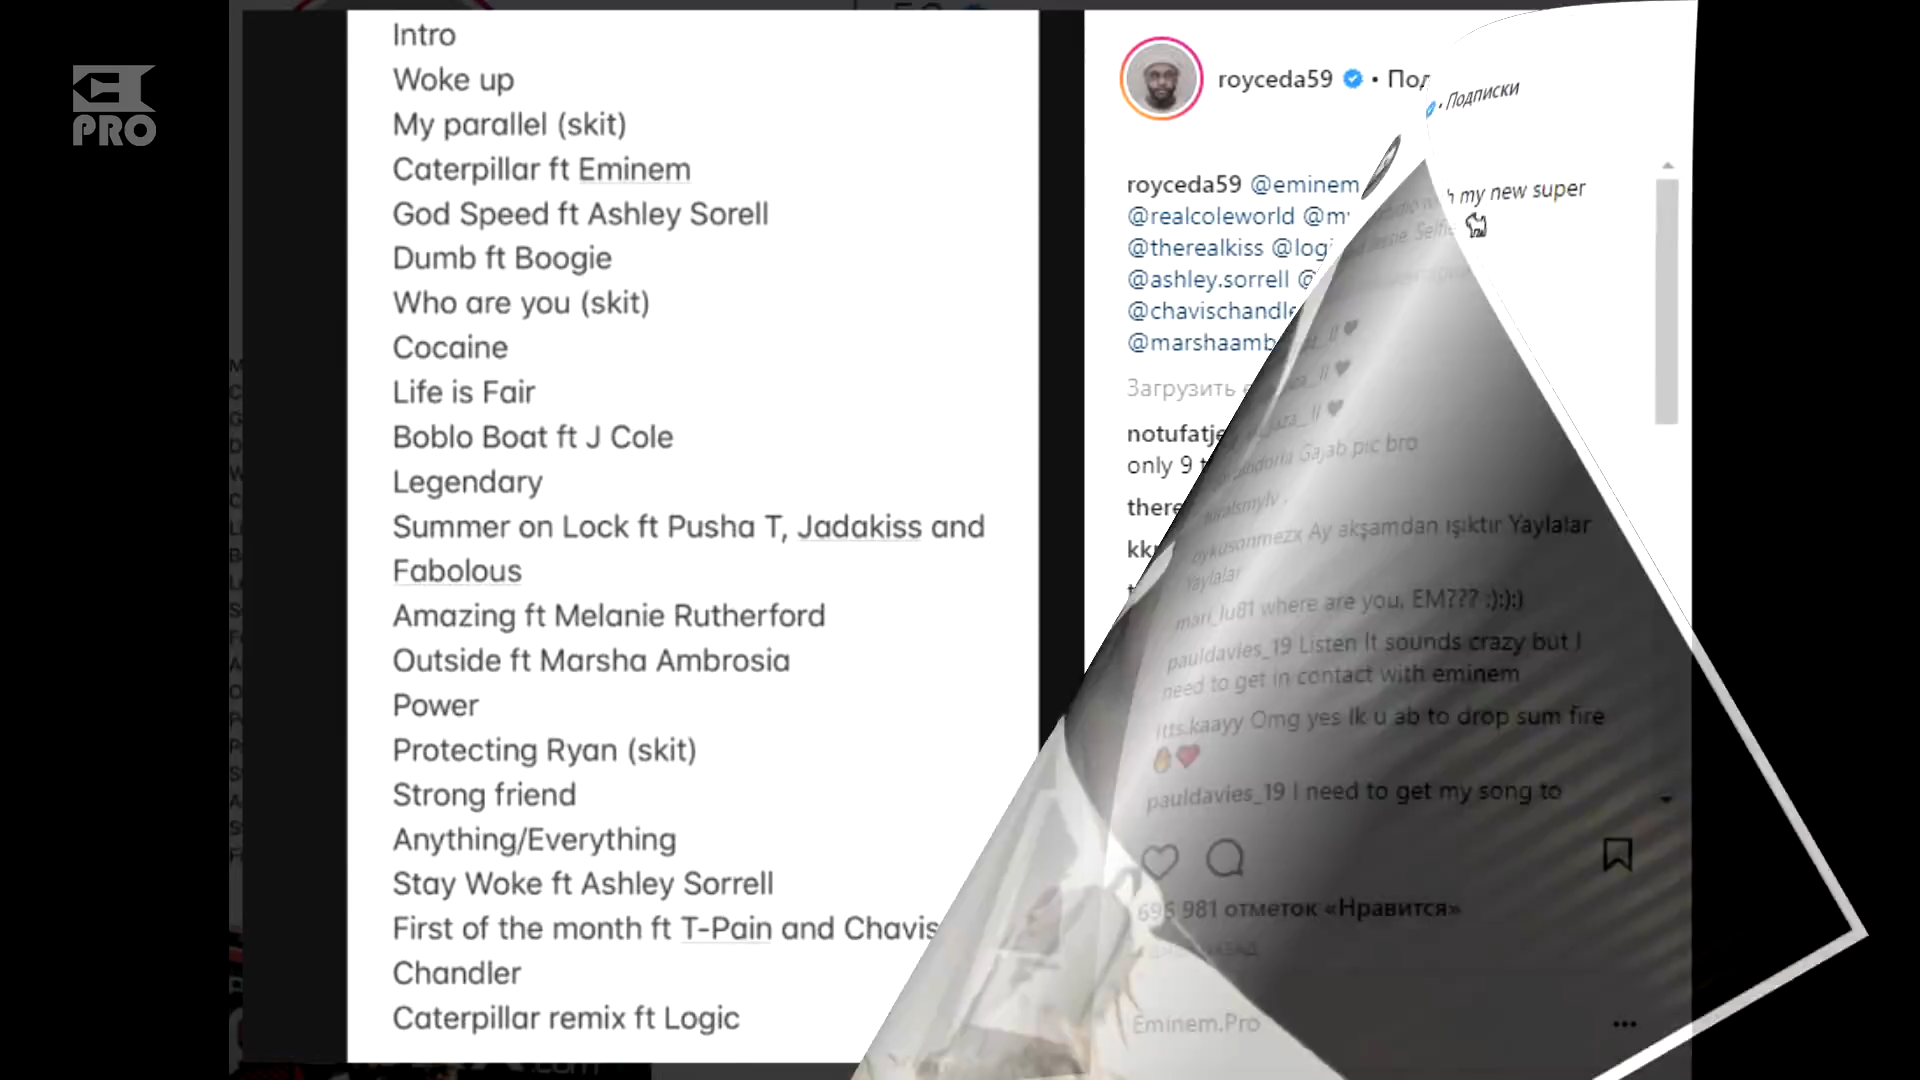 PRO
Intro
Woke up
My parallel (skit)
Caterpillar ft Eminem
God Speed ft Ashley Sorell
Dumb ft Boogie
Who are you (skit)
Cocaine
Life is Fair
Boblo Boat ft J Cole
Legendary
Summer on Lock ft Pusha T, Jadakiss and
Fabolous
Amazing ft Melanie Rutherford
Outside ft Marsha Ambrosia
Power
Protecting Ryan (skit)
Strong friend
Anything/Everything
Stay Woke ft Ashley Sorrell
First of the month ft T-Pain and Chavis
Chandler
Caterpillar remix ft Logic
royceda59 •
royceda59 @eminem
@realcoleworld
@therealkiss
@ashley.sorrell
Загрузить
only 9
• Подписки
my new super
Gajab pic bro
oykusonmezx Ay akşamdan ışıktır Yaylalar
Yaylalar
mari_lu81 where are you, EM??? :):):)
pauldavies_19 Listen It sounds crazy but I
need to get in contact with eminem
itts.kaayy Omg yes Ik u ab to drop sum fire
pauldavies_19 I need to get my song to
695 981 отметок «Нравится»
Eminem.Pro